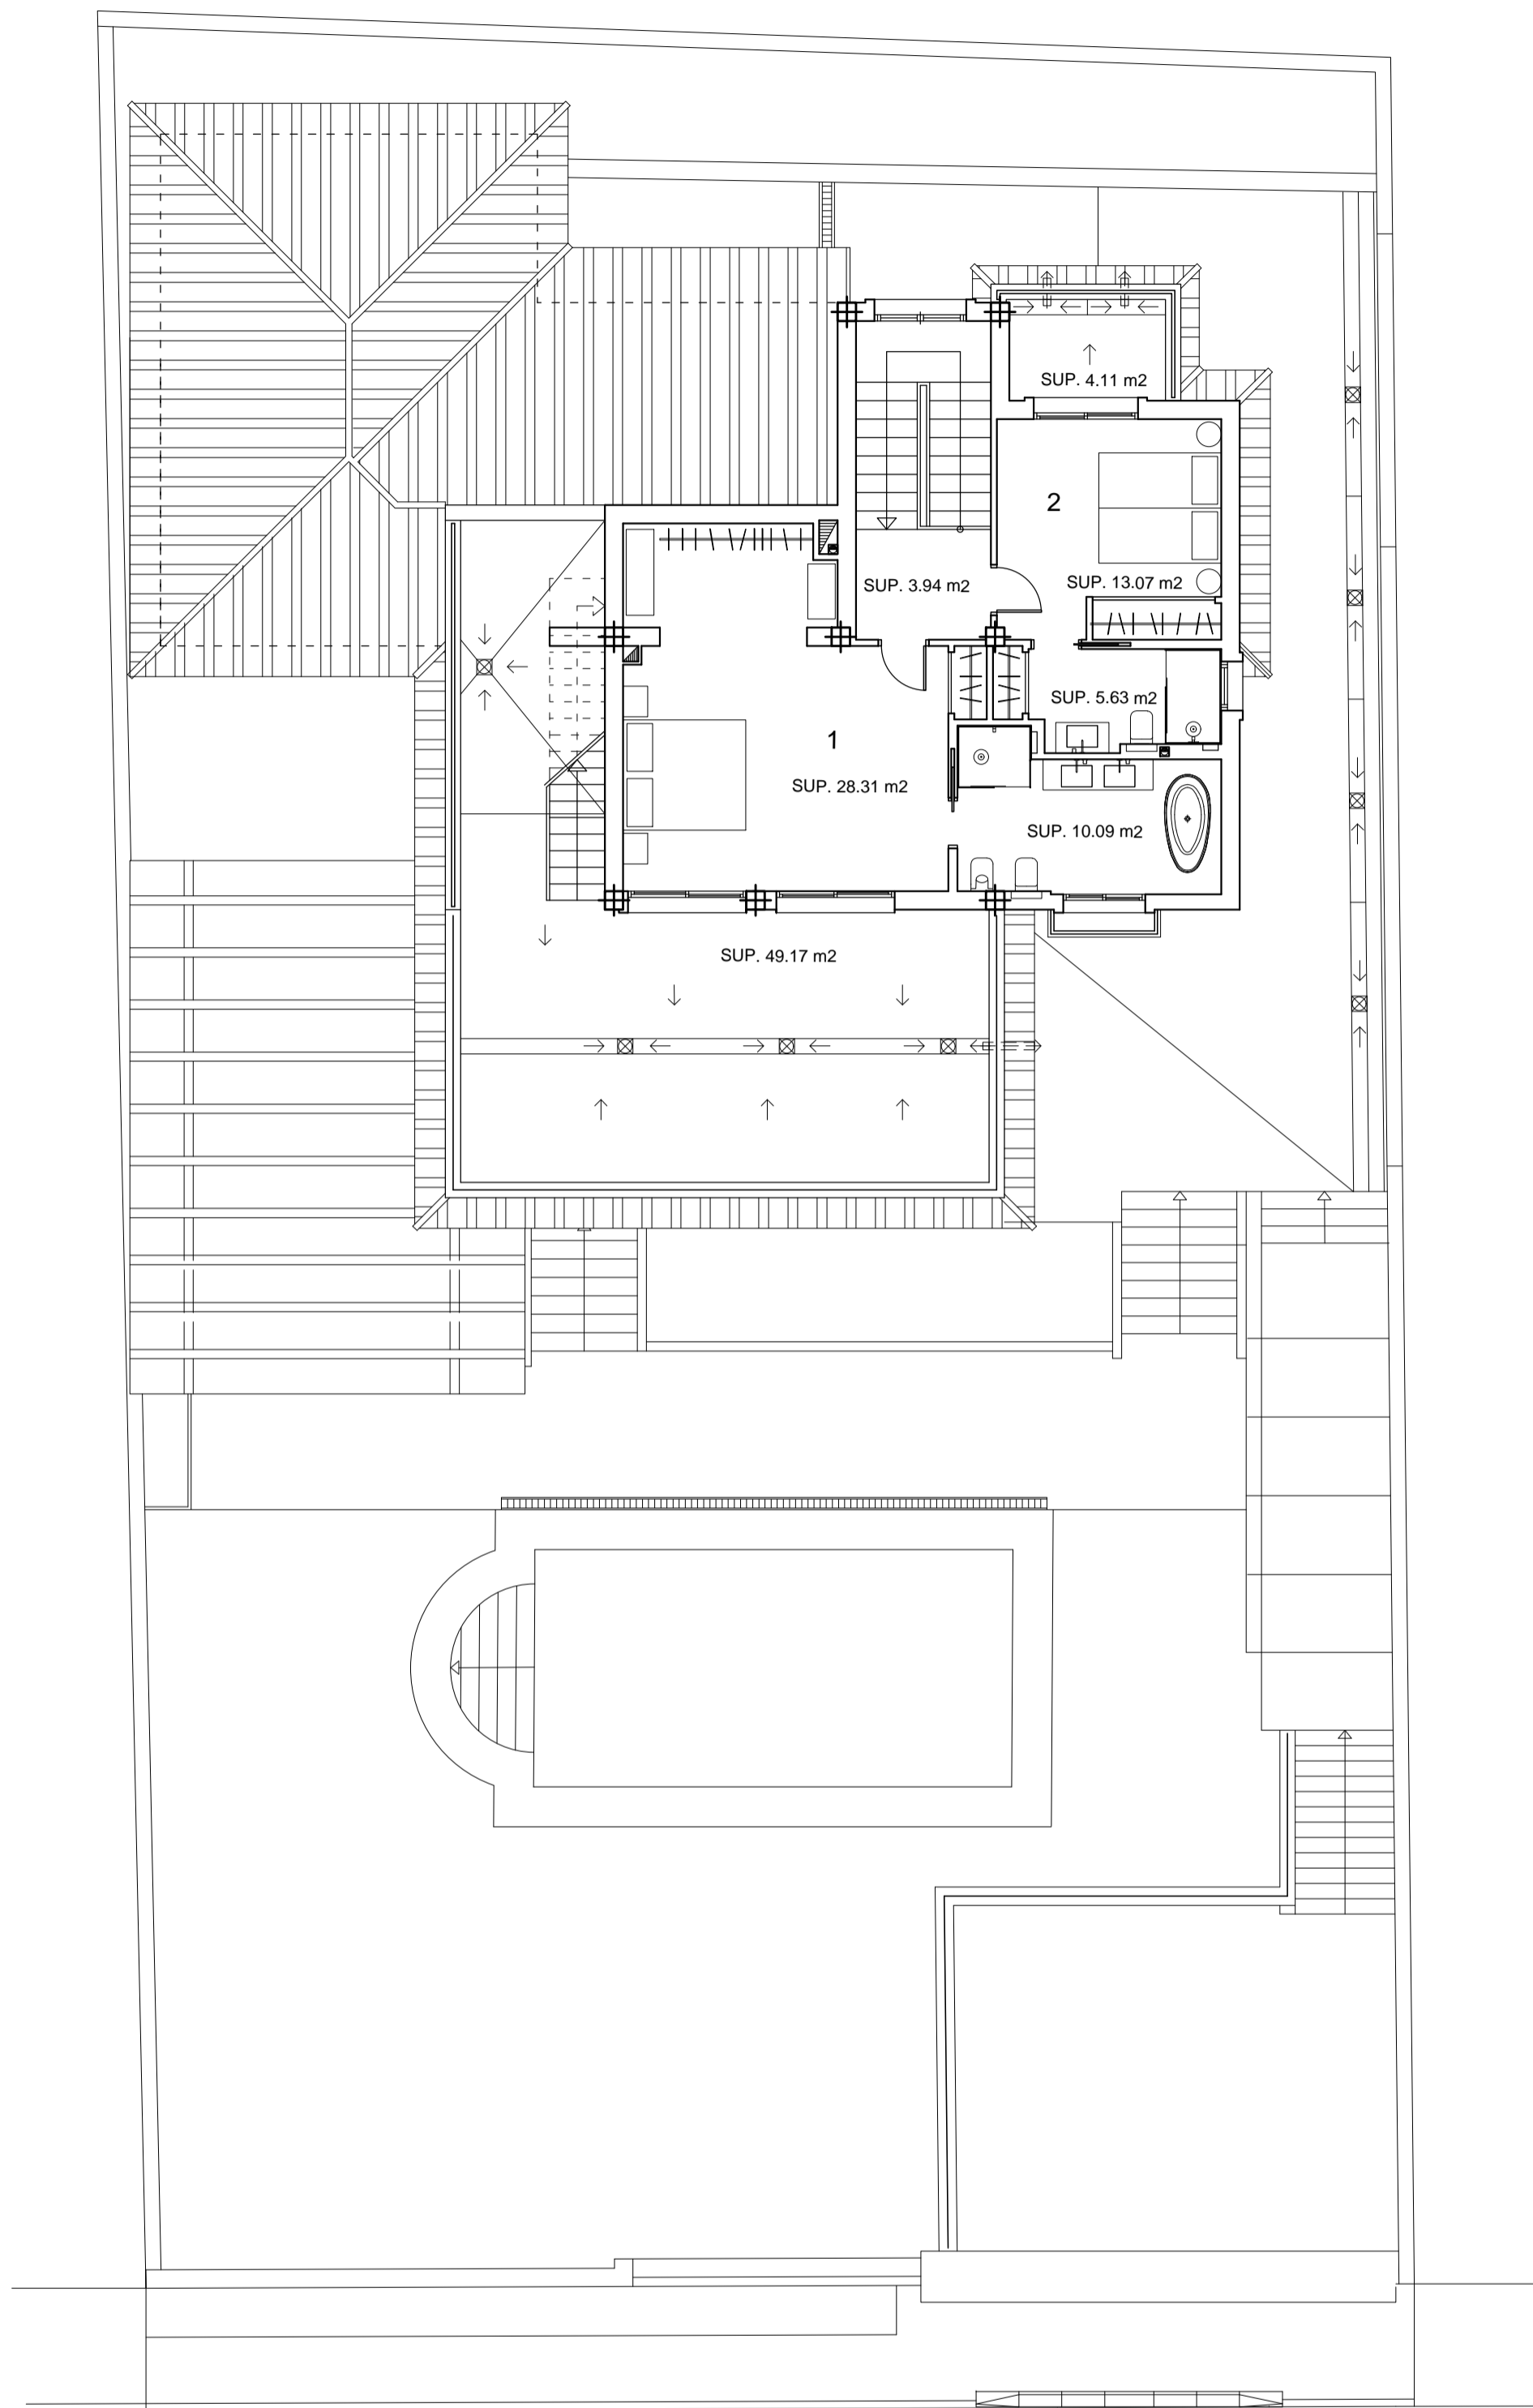 SUP. 4.11 m2
2
SUP. 13.07 m2
SUP. 3.94 m2
SUP. 5.63 m2
1
SUP. 28.31 m2
SUP. 10.09 m2
SUP. 49.17 m2